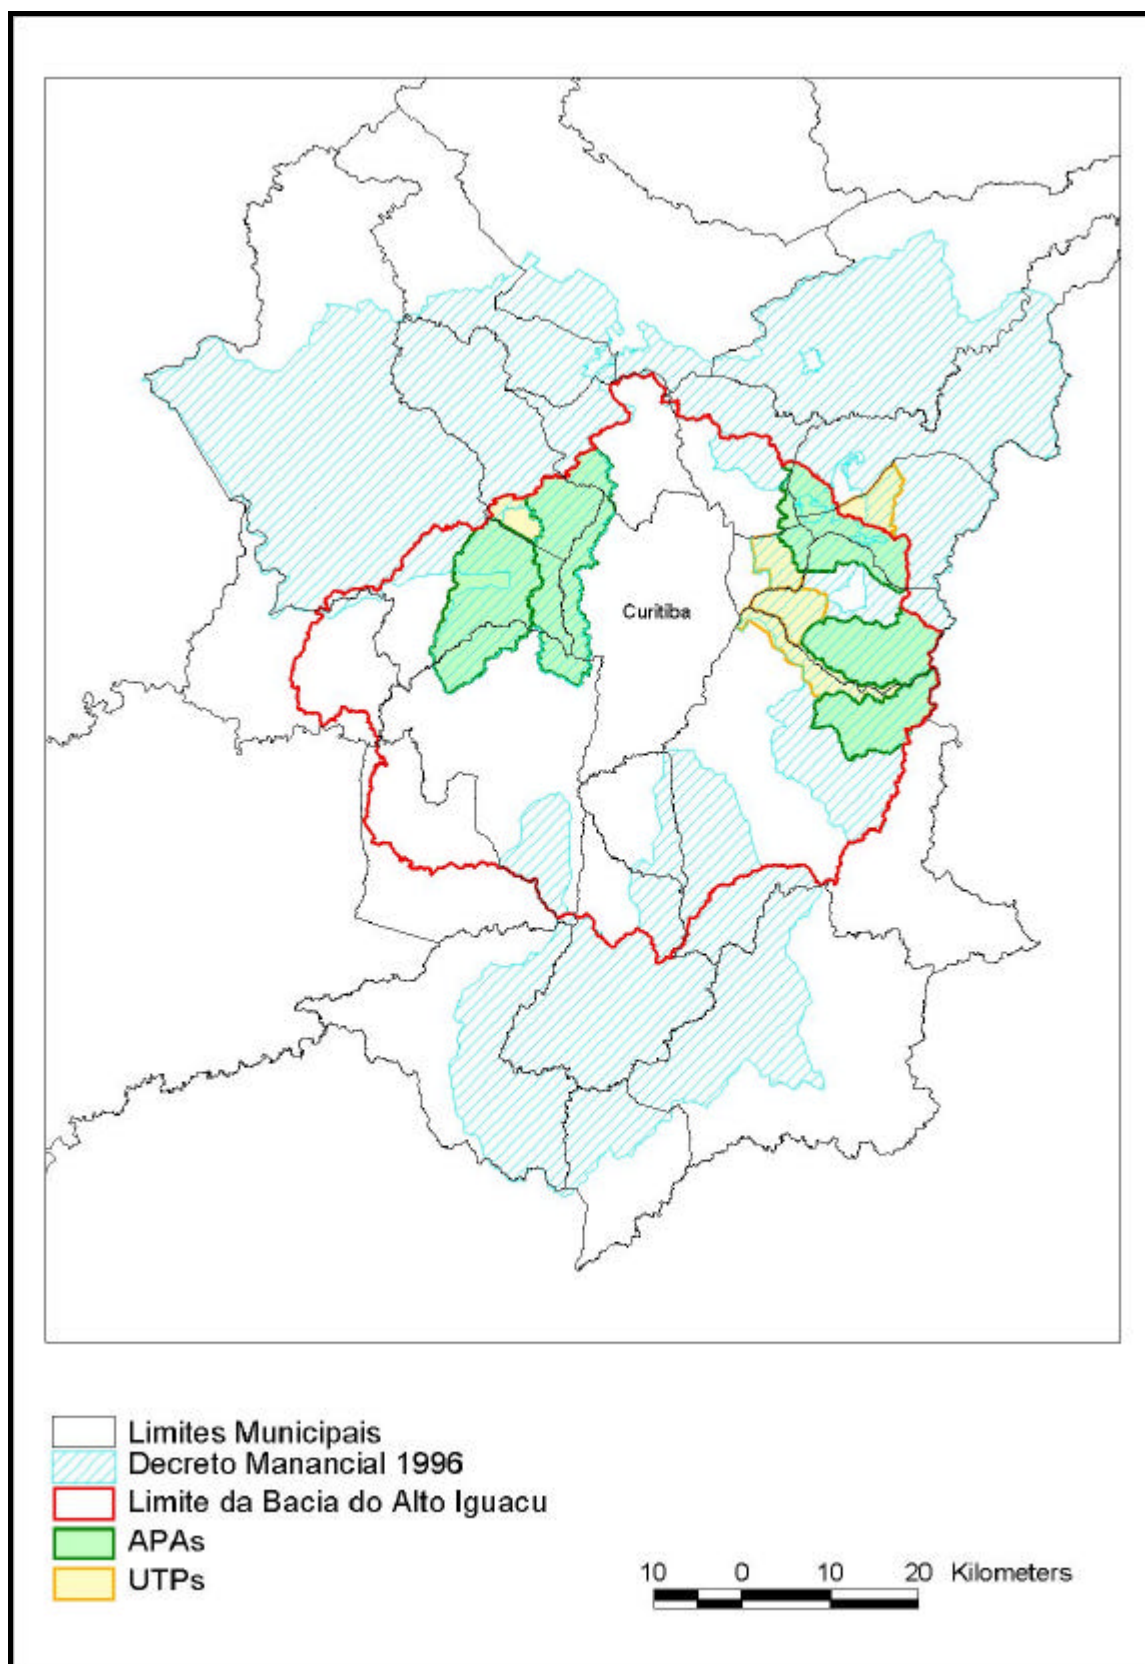 Curitiba
Limites Municipais
Decreto Manancial 1996
Limite da Bacia do Alto Iguacu
APAs
UTPs
10 0 10 20 Kilometers